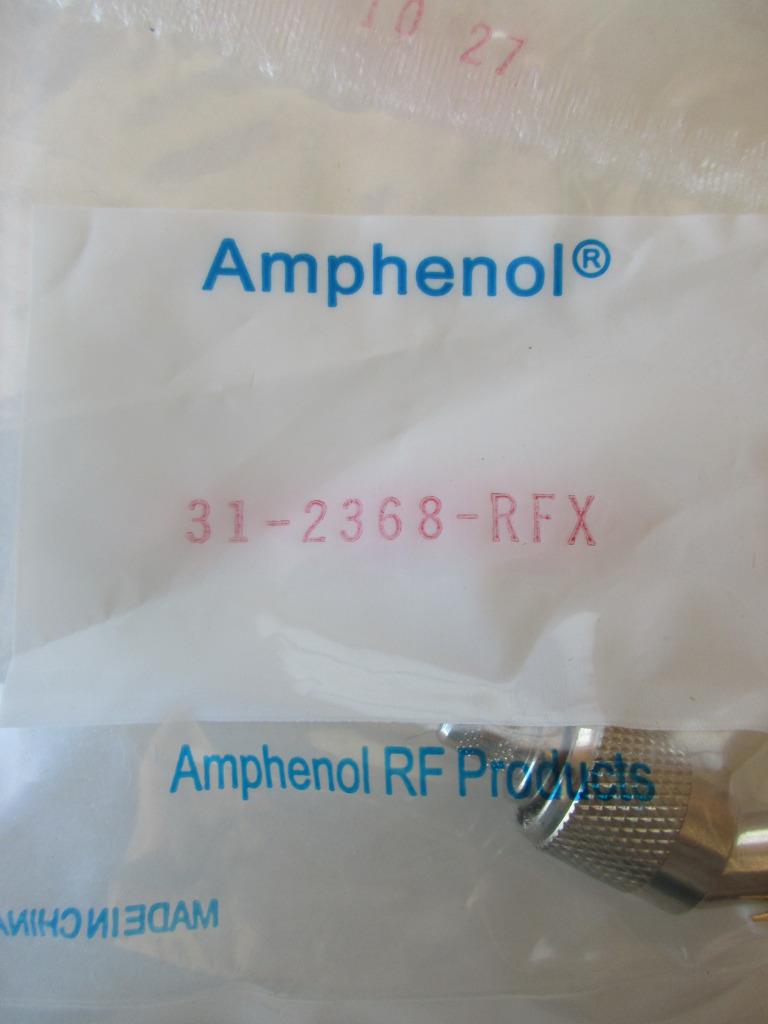 10 27
Amphenol®
31-2368-RFX
Amphenol RF Products
MADE IN CHINA